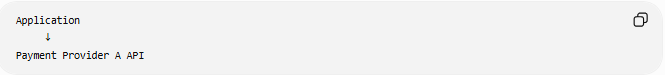 Application
↓
Payment Provider A API